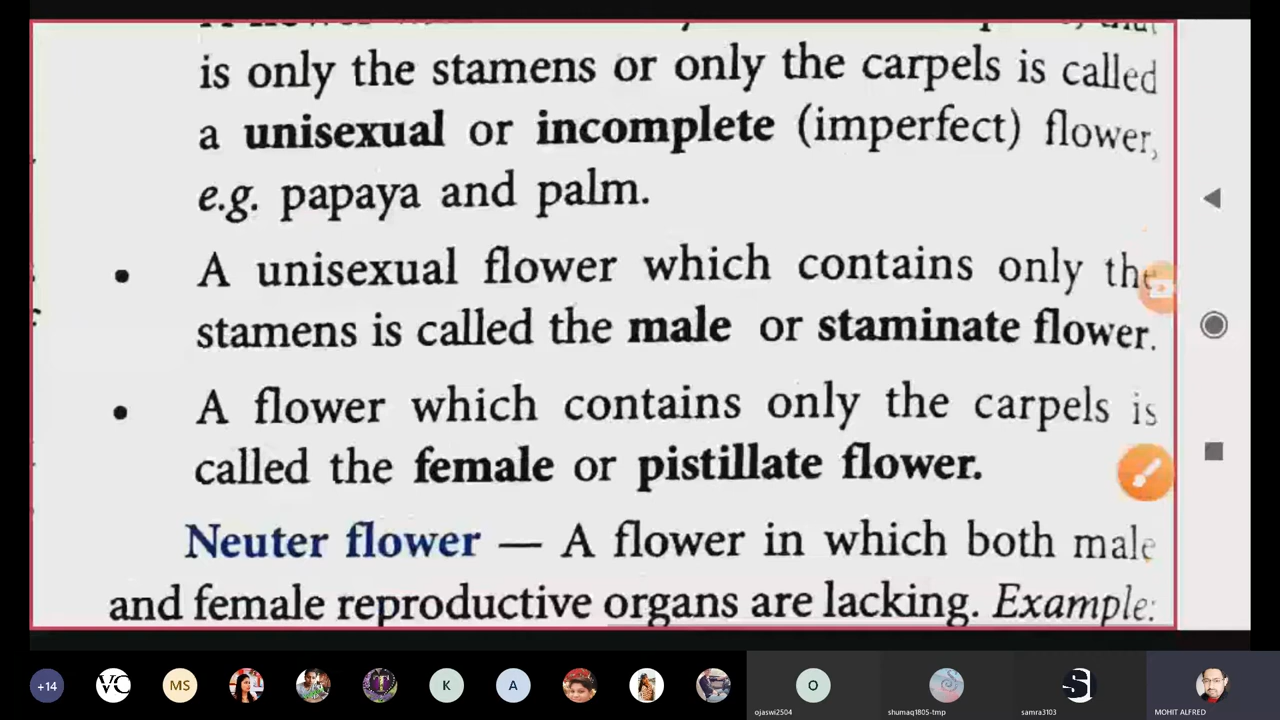 is only the stamens or only the carpels is called
a unisexual or incomplete (imperfect) flower,
e.g. papaya and palm.
• A unisexual flower which contains only the
stamens is called the male or staminate flower.
• A flower which contains only the carpels is
called the female or pistillate flower.
Neuter flower — A flower in which both male
and female reproductive organs are lacking. Example:
+14
VC
MS
K
A
O
S
ojaswi2504
shumaq1805-tmp
samra3103
MOHIT ALFRED